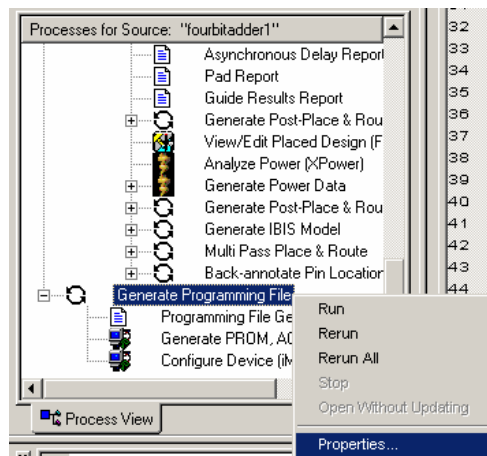 Processes for Source: "fourbitadder1"
Asynchronous Delay Report
Pad Report
Guide Results Report
Generate Post-Place & Rou
View/Edit Placed Design (F
Analyze Power (XPower)
Generate Power Data
Generate Post-Place & Rou
Generate IBIS Model
Multi Pass Place & Route
Back-annotate Pin Location
Generate Programming File
Programming File Ge
Generate PROM, AC
Configure Device (iM
Process View
32
33
34
35
36
37
38
39
40
41
42
43
44
Run
Rerun
Rerun All
Stop
Open Without Updating
Properties...